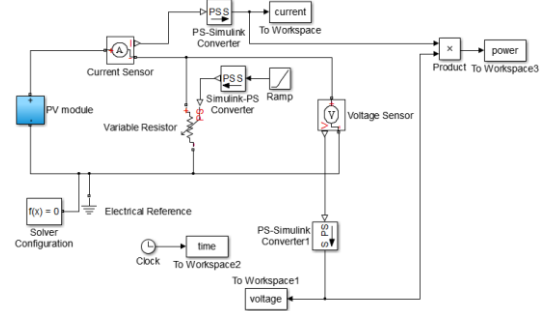 PS S
current
PS-Simulink
Converter
To Workspace
A
Current Sensor
×
Product
power
To Workspace3
PV module
PS S
Simulink-PS
Converter
Ramp
Variable Resistor
V
Voltage Sensor
f(x) = 0
Solver
Configuration
Electrical Reference
Clock
time
To Workspace2
PS-Simulink
Converter1
S PS
To Workspace1
voltage